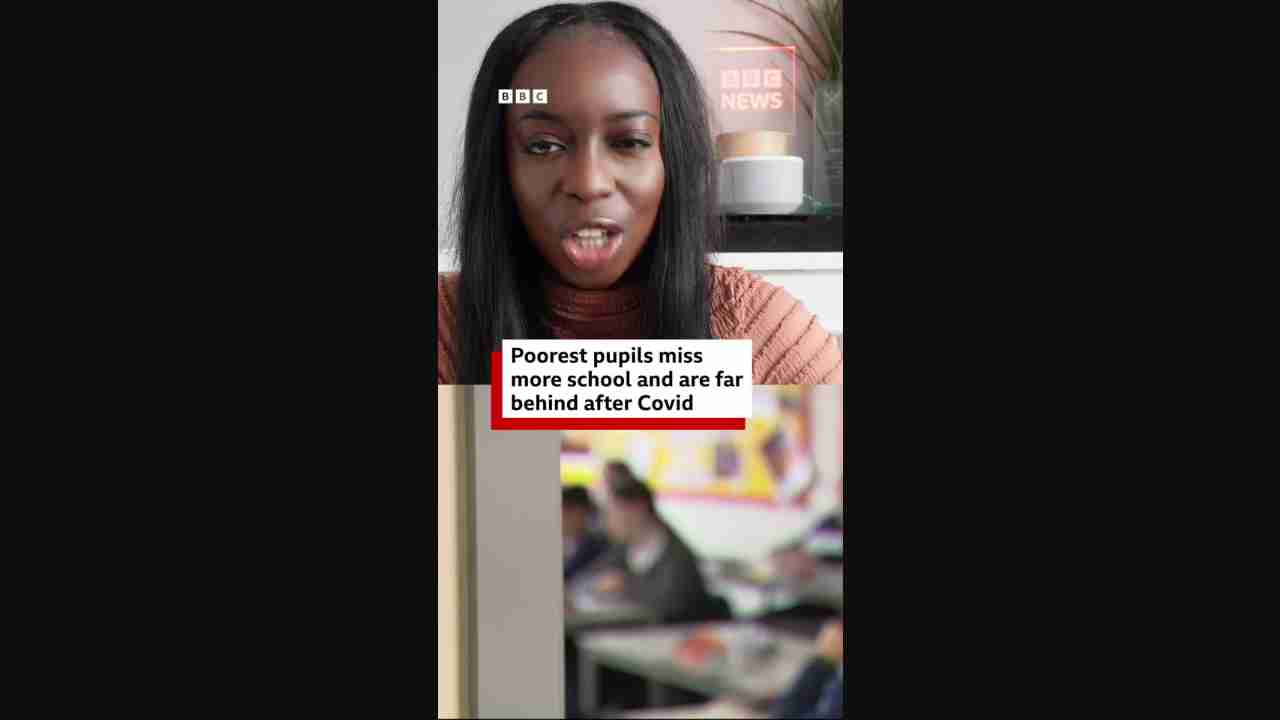 BBC
NEWS
BBC
Poorest pupils miss
more school and are far
behind after Covid